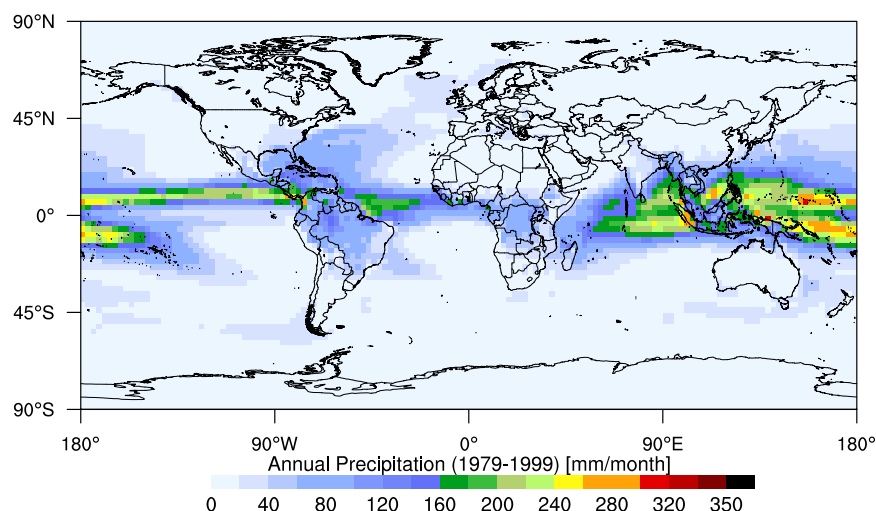 90°N
45°N
0°
45°S
90°S
180° 90°W 0° 90°E 180°
Annual Precipitation (1979-1999) [mm/month]
0 40 80 120 160 200 240 280 320 350